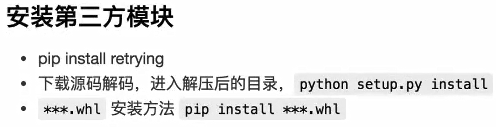 安装第三方模块
pip install retrying
下载源码解码，进入解压后的目录，python setup.py install
***.whl 安装方法 pip install ***.whl